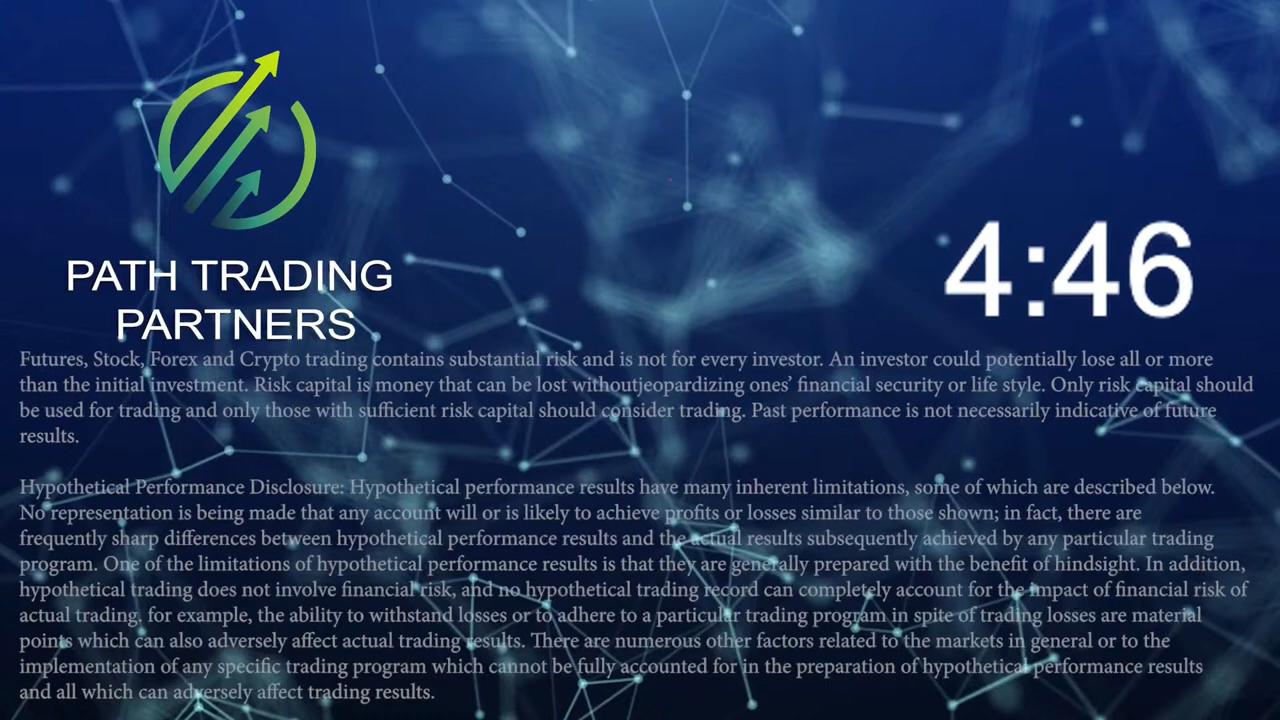 PATH TRADING
PARTNERS
4:46
Futures, Stock, Forex and Crypto trading contains substantial risk and is not for every investor. An investor could potentially lose all or more
than the initial investment. Risk capital is money that can be lost withoutjeopardizing ones’ financial security or life style. Only risk capital should
be used for trading and only those with sufficient risk capital should consider trading. Past performance is not necessarily indicative of future
results.
Hypothetical Performance Disclosure: Hypothetical performance results have many inherent limitations, some of which are described below.
No representation is being made that any account will or is likely to achieve profits or losses similar to those shown; in fact, there are
frequently sharp differences between hypothetical performance results and the actual results subsequently achieved by any particular trading
program. One of the limitations of hypothetical performance results is that they are generally prepared with the benefit of hindsight. In addition,
hypothetical trading does not involve financial risk, and no hypothetical trading record can completely account for the impact of financial risk of
actual trading. for example, the ability to withstand losses or to adhere to a particular trading program in spite of trading losses are material
points which can also adversely affect actual trading results. There are numerous other factors related to the markets in general or to the
implementation of any specific trading program which cannot be fully accounted for in the preparation of hypothetical performance results
and all which can adversely affect trading results.